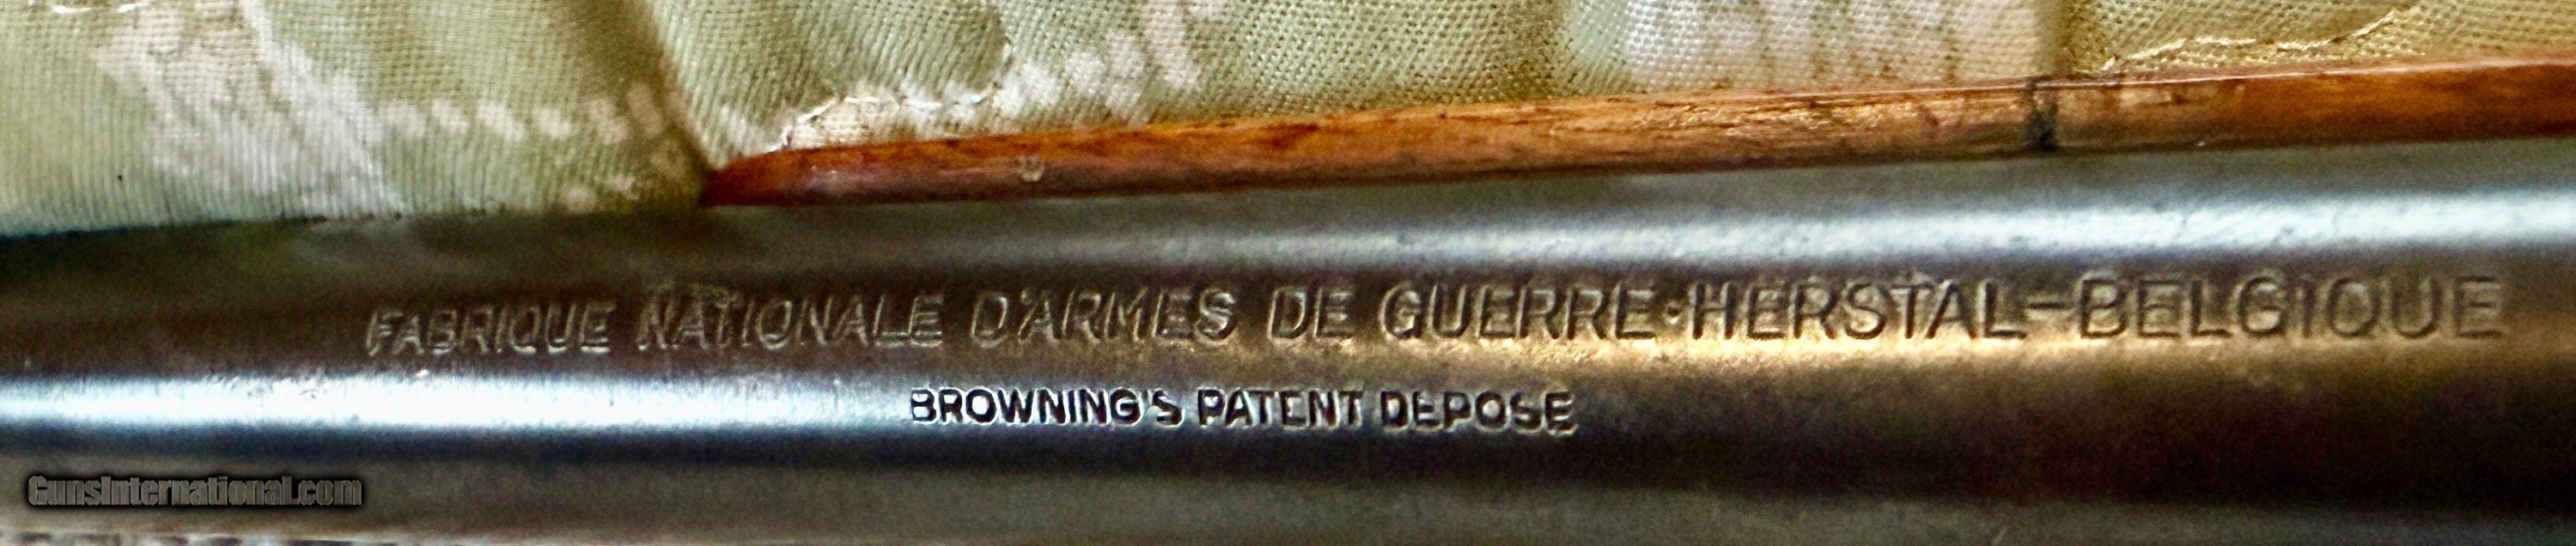 FABRIQUE NATIONALE D'ARMES DE GUERRE·HERSTAL-BELGIQUE
BROWNING'S PATENT DEPOSE
GunsInternational.com